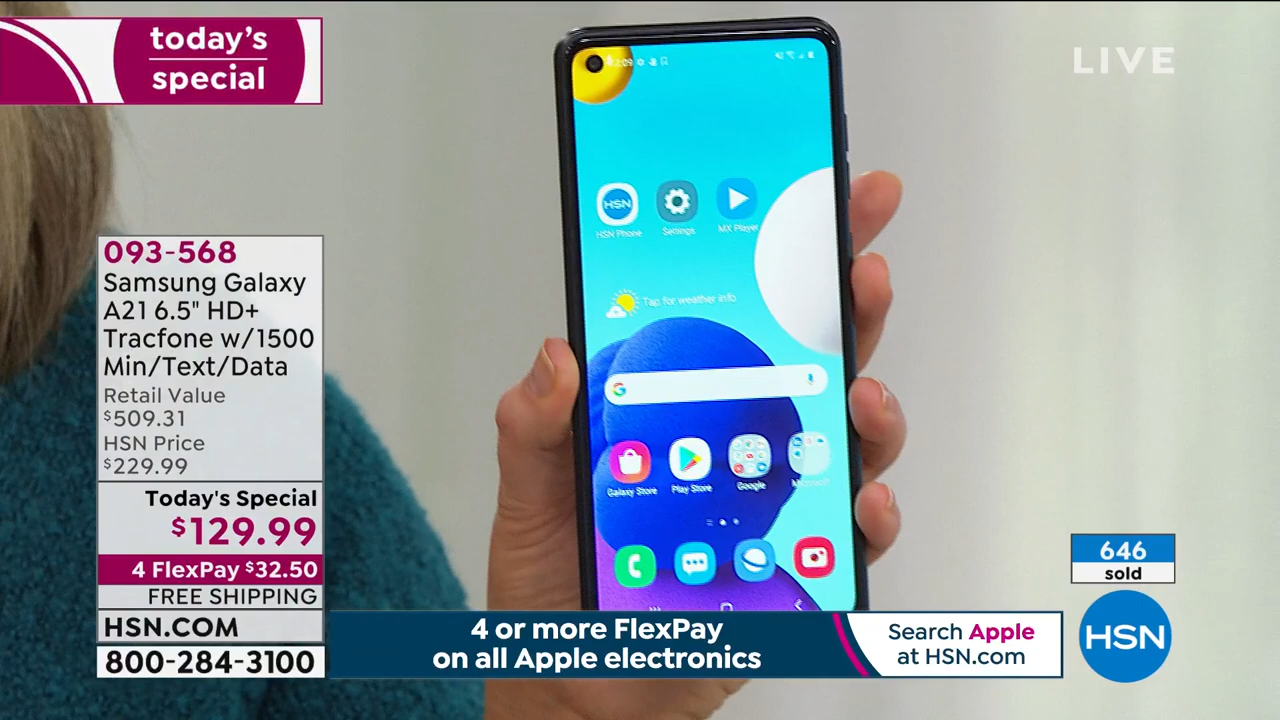 today's
special
LIVE
2:09
HSN
HSN Phone
Settings
MX Player
Tap for weather info
G
Galaxy Store
Play Store
Google
Microsoft
093-568
Samsung Galaxy
A21 6.5" HD+
Tracfone w/1500
Min/Text/Data
Retail Value
$509.31
HSN Price
$229.99
Today's Special
$129.99
4 FlexPay $32.50
FREE SHIPPING
HSN.COM
800-284-3100
4 or more FlexPay
on all Apple electronics
Search Apple
at HSN.com
646
sold
HSN